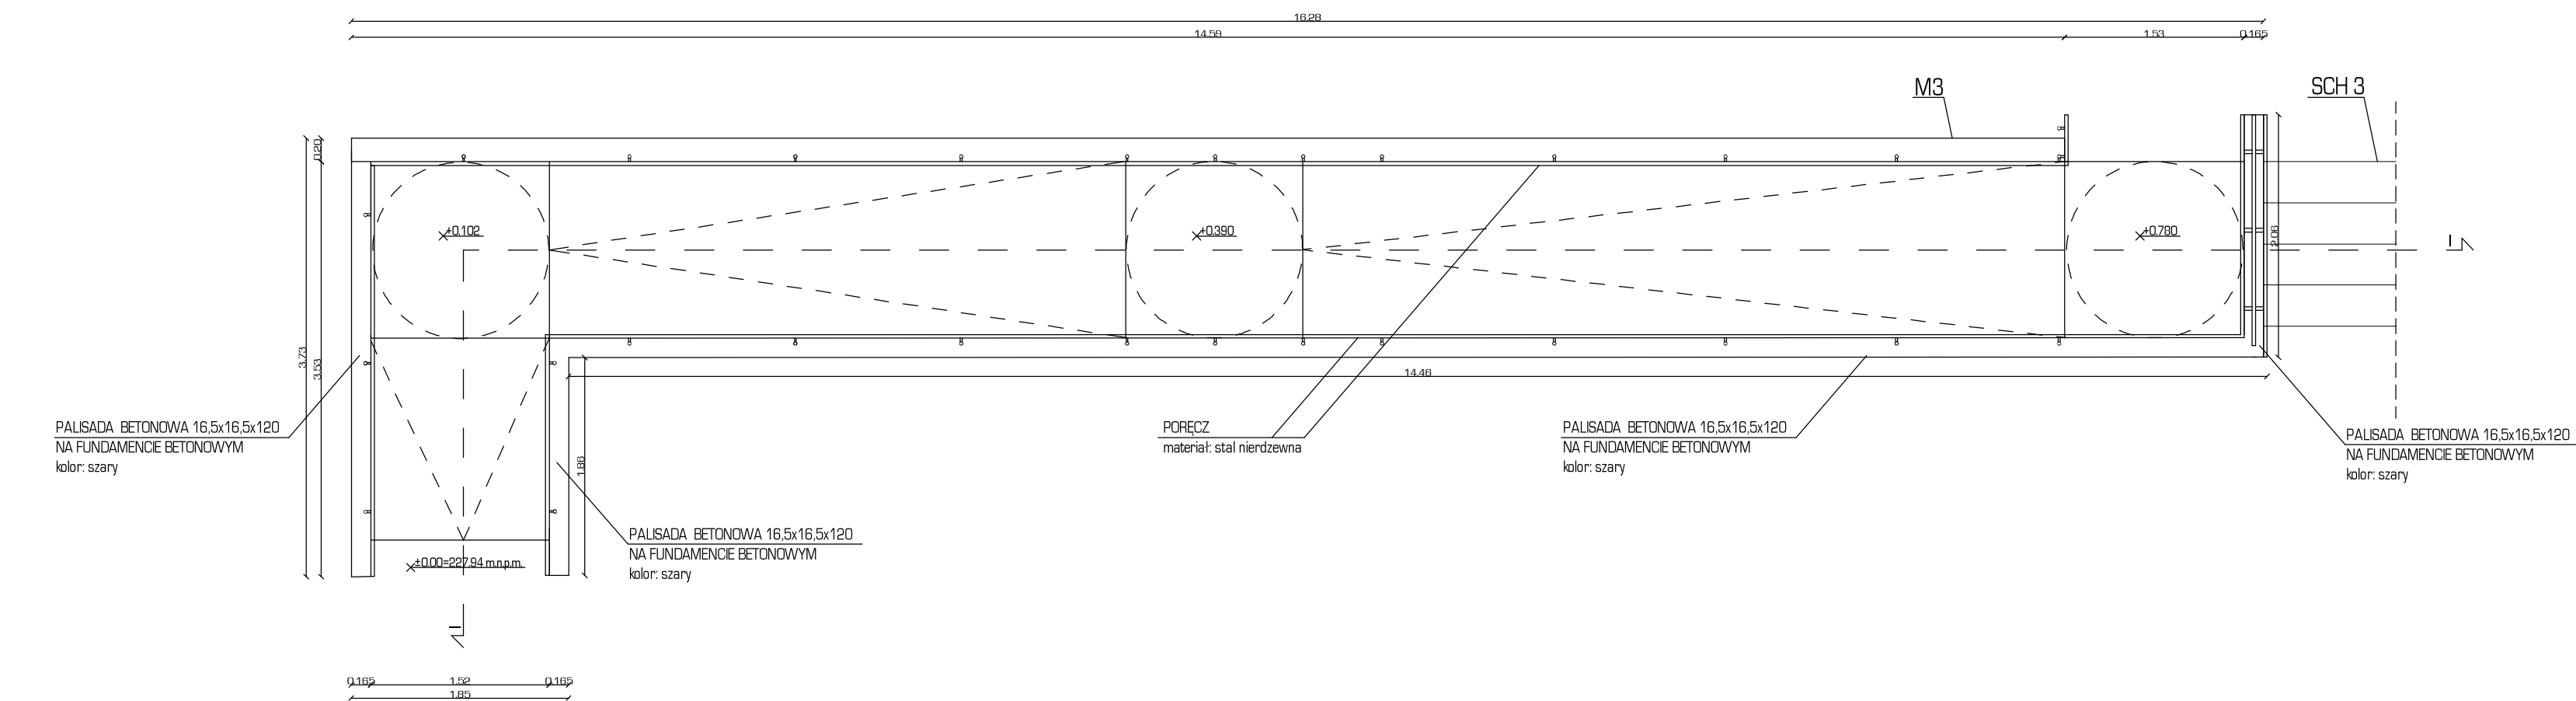 16.28
14.59
1.53
0.165
M3
SCH 3
0.20
3.73
3.53
+0.102
+0.390
+0.780
2.06
14.46
1.86
PALISADA BETONOWA 16,5x16,5x120
NA FUNDAMENCIE BETONOWYM
kolor: szary
PORĘCZ
materiał: stal nierdzewna
PALISADA BETONOWA 16,5x16,5x120
NA FUNDAMENCIE BETONOWYM
kolor: szary
PALISADA BETONOWA 16,5x16,5x120
NA FUNDAMENCIE BETONOWYM
kolor: szary
PALISADA BETONOWA 16,5x16,5x120
NA FUNDAMENCIE BETONOWYM
kolor: szary
±0.00=227.94 m.n.p.m.
I
I
0.165
1.52
0.165
1.85